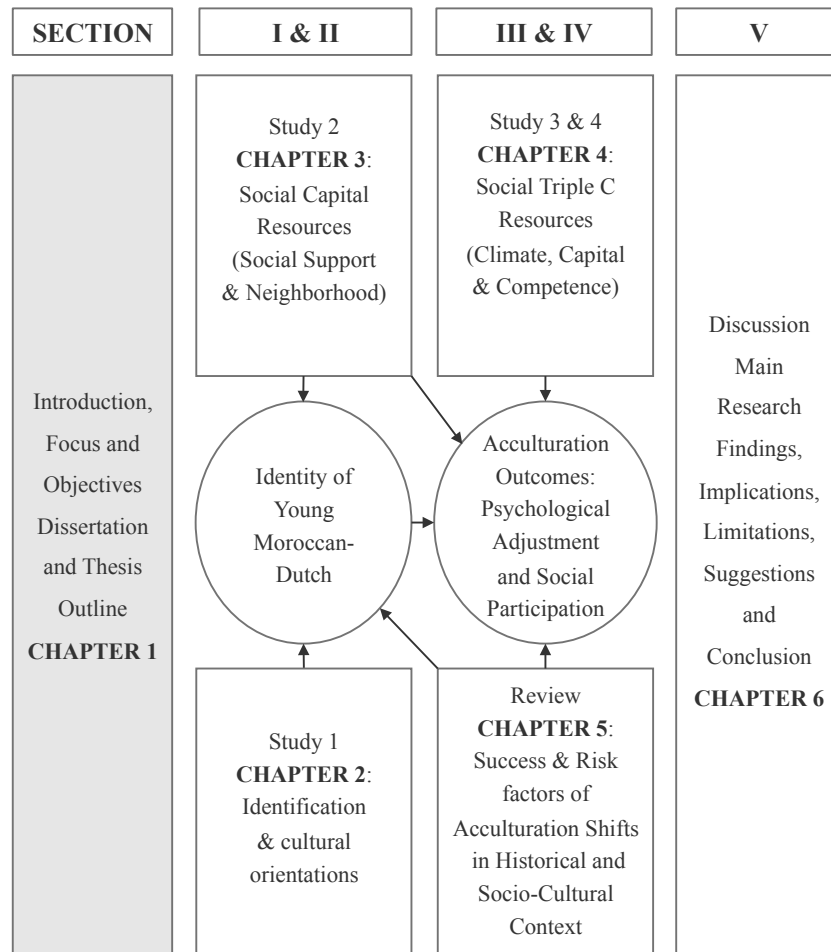 SECTION
I & II
III & IV
V
Introduction,
Focus and
Objectives
Dissertation
and Thesis
Outline
CHAPTER 1
Study 2
CHAPTER 3:
Social Capital
Resources
(Social Support
& Neighborhood)
Identity of
Young
Moroccan-
Dutch
Study 1
CHAPTER 2:
Identification
& cultural
orientations
Study 3 & 4
CHAPTER 4:
Social Triple C
Resources
(Climate, Capital
& Competence)
Acculturation
Outcomes:
Psychological
Adjustment
and Social
Participation
Review
CHAPTER 5:
Success & Risk
factors of
Acculturation Shifts
in Historical and
Socio-Cultural
Context
Discussion
Main
Research
Findings,
Implications,
Limitations,
Suggestions
and
Conclusion
CHAPTER 6